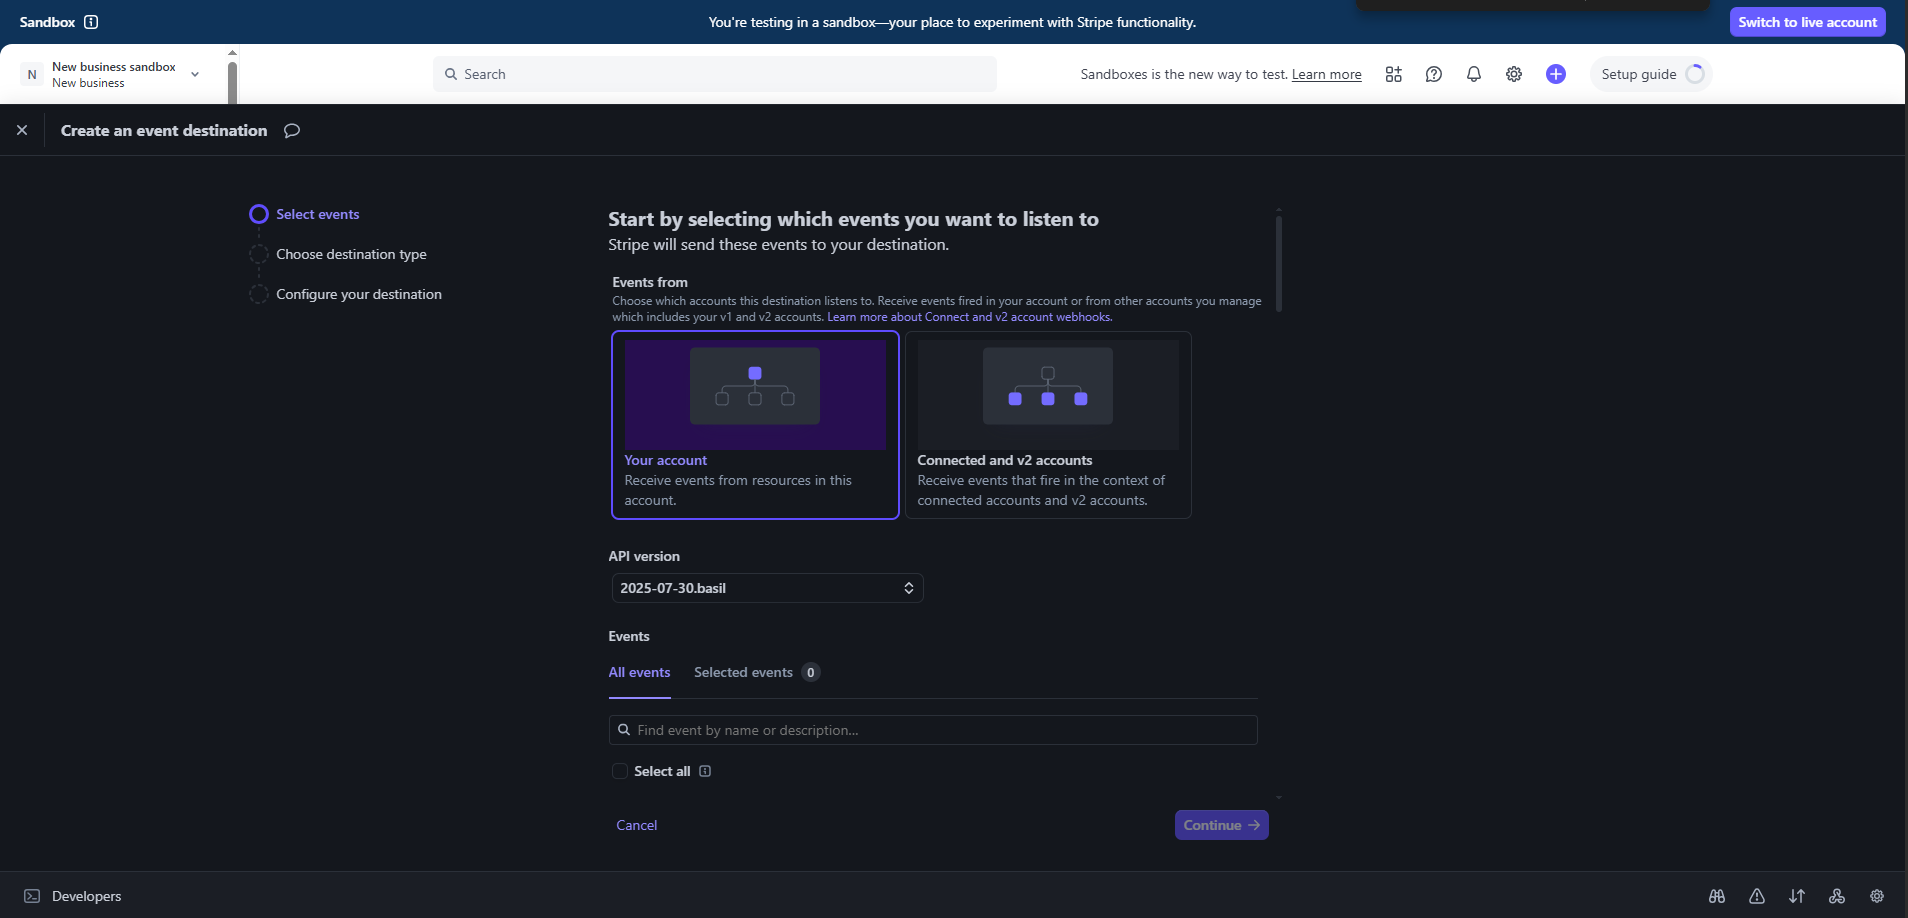 Sandbox
You're testing in a sandbox—your place to experiment with Stripe functionality.
Switch to live account
N
New business sandbox
New business
Search
Sandboxes is the new way to test. Learn more
Setup guide
Create an event destination
Select events
Choose destination type
Configure your destination
Start by selecting which events you want to listen to
Stripe will send these events to your destination.
Events from
Choose which accounts this destination listens to. Receive events fired in your account or from other accounts you manage
which includes your v1 and v2 accounts. Learn more about Connect and v2 account webhooks.
Your account
Receive events from resources in this
account.
Connected and v2 accounts
Receive events that fire in the context of
connected accounts and v2 accounts.
API version
2025-07-30.basil
Events
All events
Selected events 0
Find event by name or description...
Select all
Cancel
Continue
Developers